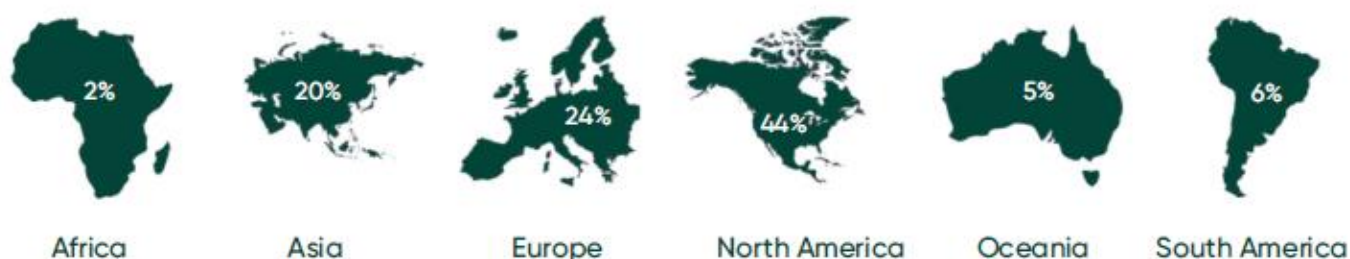 2%
20%
24%
44%
5%
6%
Africa
Asia
Europe
North America
Oceania
South America